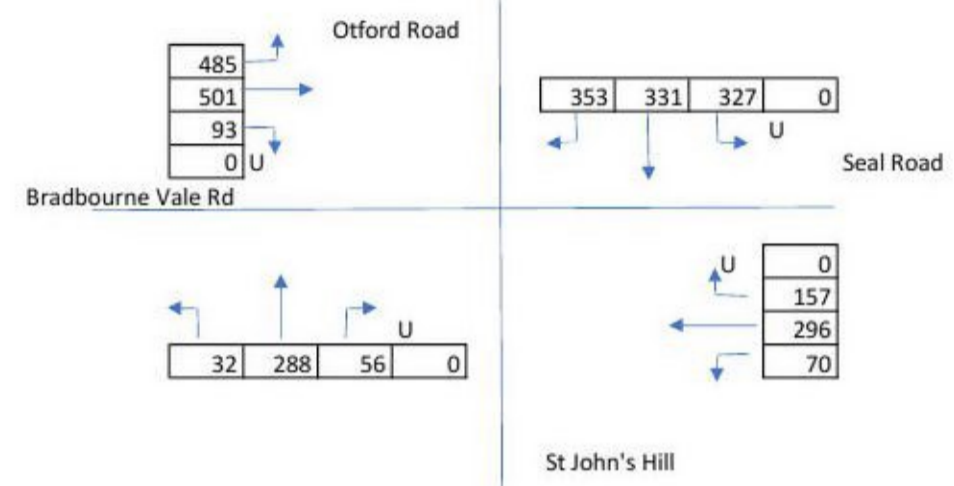 Otford Road
485
501
93
0 U
353 331 327 0
U
Seal Road
Bradbourne Vale Rd
U 0
157
296
70
U
32 288 56 0
St John's Hill